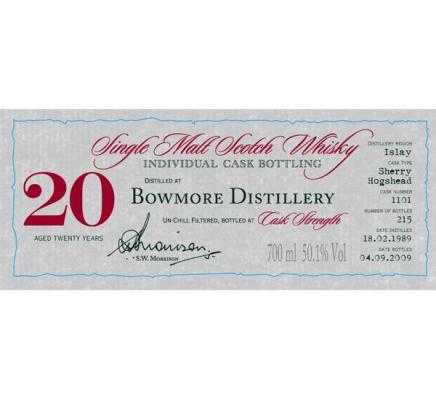 Single Malt Scotch Whisky
INDIVIDUAL CASK BOTTLING
20
AGED TWENTY YEARS
DISTILLED AT
BOWMORE DISTILLERY
UN-CHILL FILTERED, BOTTLED AT Cask Strength
S.W. MORRISON
700 ml 50.1% Vol
DISTILLERY REGION
Islay
CASK TYPE
Sherry
Hogshead
CASK NUMBER
1101
NUMBER OF BOTTLES
215
DATE DISTILLED
18.02.1989
DATE BOTTLED
04.09.2009